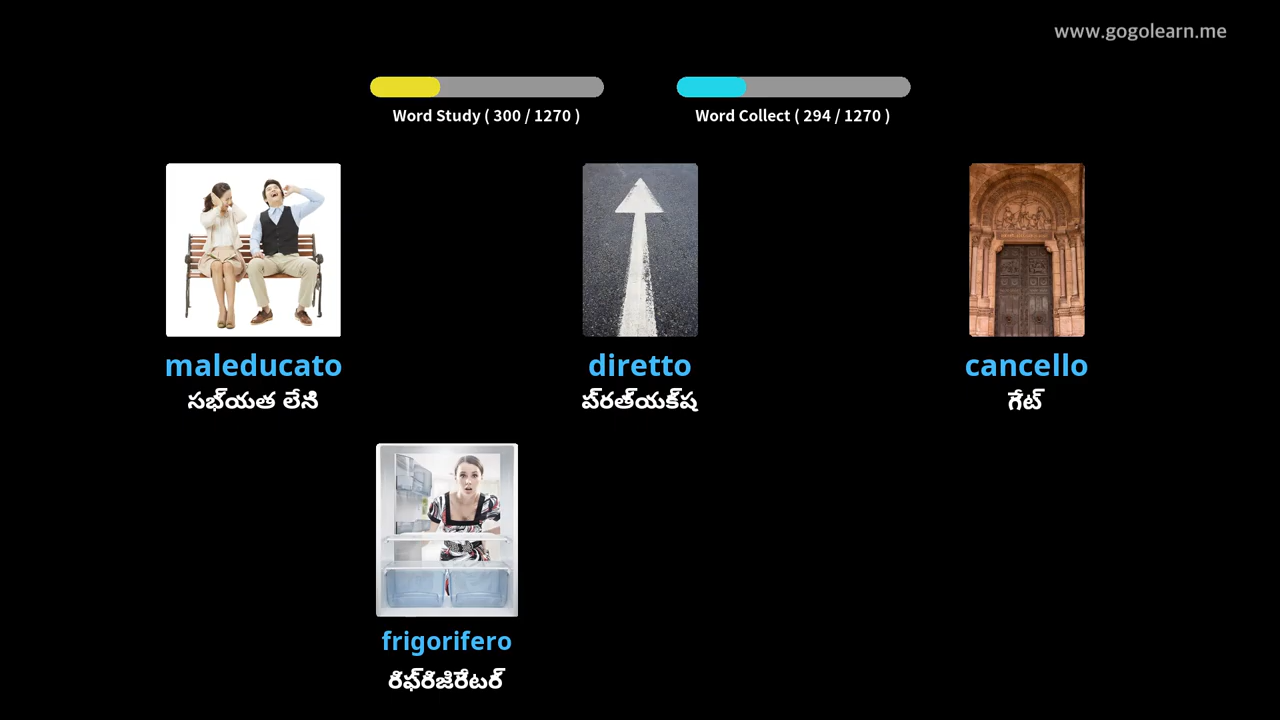 www.gogolearn.me
Word Study ( 300 / 1270 )
Word Collect ( 294 / 1270 )
maleducato
diretto
cancello
సభ్యత లేని
ప్రత్యక్ష
గేట్
frigorifero
రిఫ్రిజిరేటర్